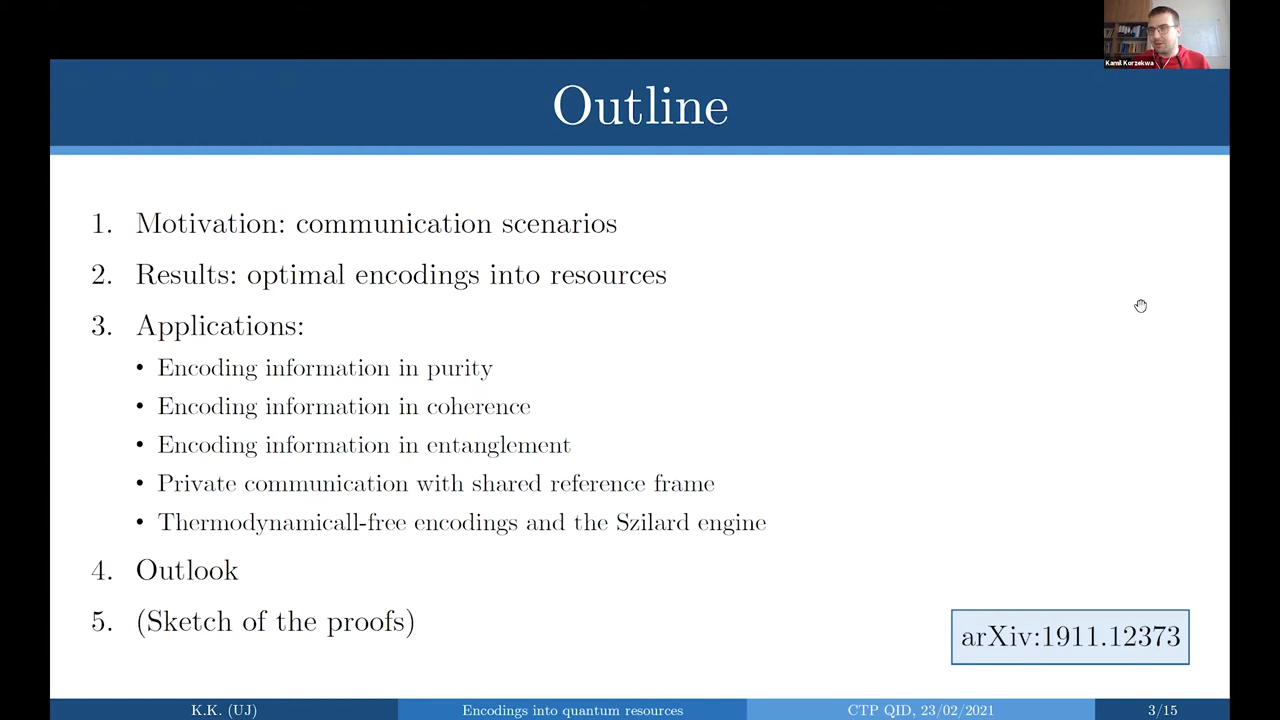 Kamil Korzekwa
Outline
1. Motivation: communication scenarios
2. Results: optimal encodings into resources
3. Applications:
• Encoding information in purity
• Encoding information in coherence
• Encoding information in entanglement
• Private communication with shared reference frame
• Thermodynamicall-free encodings and the Szilard engine
4. Outlook
5. (Sketch of the proofs)
arXiv:1911.12373
K.K. (UJ) Encodings into quantum resources CTP QID, 23/02/2021 3/15